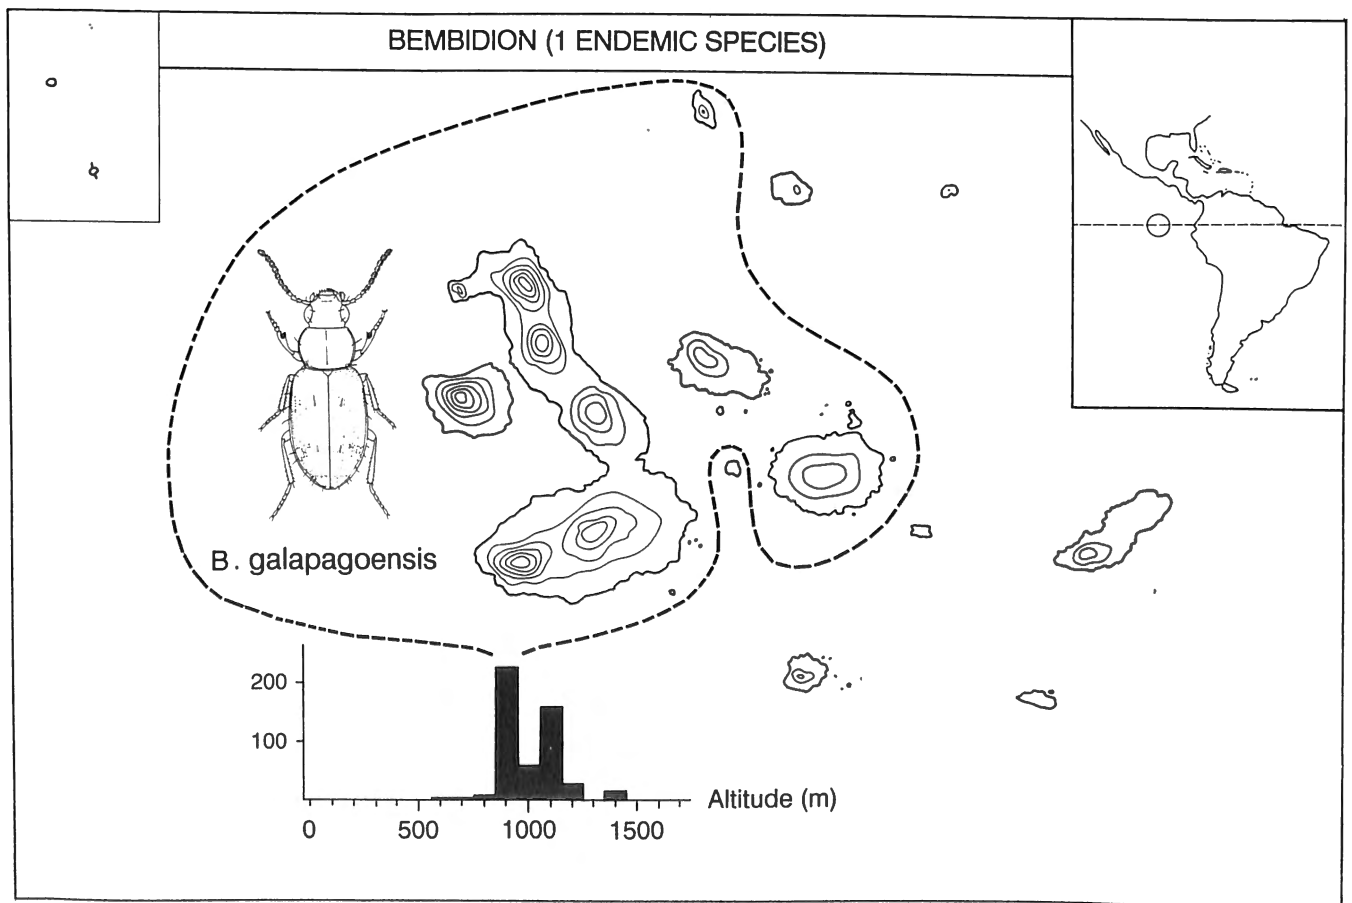 BEMBIDION (1 ENDEMIC SPECIES)
B. galapagoensis
200
100
Altitude (m)
0 500 1000 1500